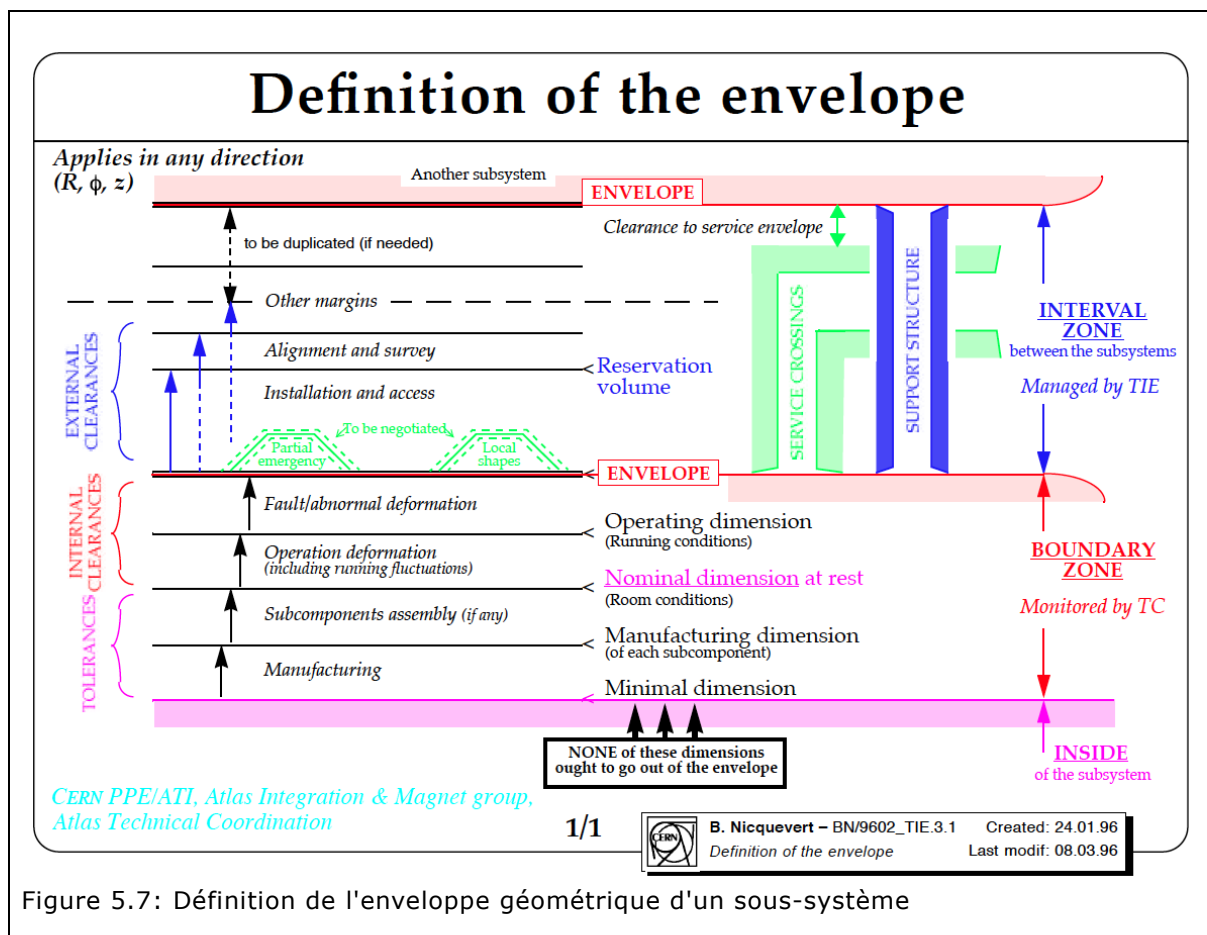 Definition of the envelope
Applies in any direction
(R, ϕ, z)
Another subsystem
ENVELOPE
to be duplicated (if needed)
Clearance to service envelope
Other margins
Alignment and survey
Installation and access
Reservation
volume
EXTERNAL
CLEARANCES
To be negotiated
Partial
emergency
Local
shapes
SERVICE CROSSINGS
SUPPORT STRUCTURE
INTERVAL
ZONE
between the subsystems
Managed by TIE
ENVELOPE
INTERNAL
CLEARANCES
Fault/abnormal deformation
Operation deformation
(including running fluctuations)
Operating dimension
(Running conditions)
Nominal dimension at rest
(Room conditions)
TOLERANCES
Subcomponents assembly (if any)
Manufacturing
Manufacturing dimension
(of each subcomponent)
Minimal dimension
BOUNDARY
ZONE
Monitored by TC
NONE of these dimensions
ought to go out of the envelope
INSIDE
of the subsystem
CERN PPE/ATI, Atlas Integration & Magnet group,
Atlas Technical Coordination
1/1
CERN
B. Nicquevert – BN/9602_TIE.3.1 Created: 24.01.96
Definition of the envelope Last modif: 08.03.96
Figure 5.7: Définition de l'enveloppe géométrique d'un sous-système